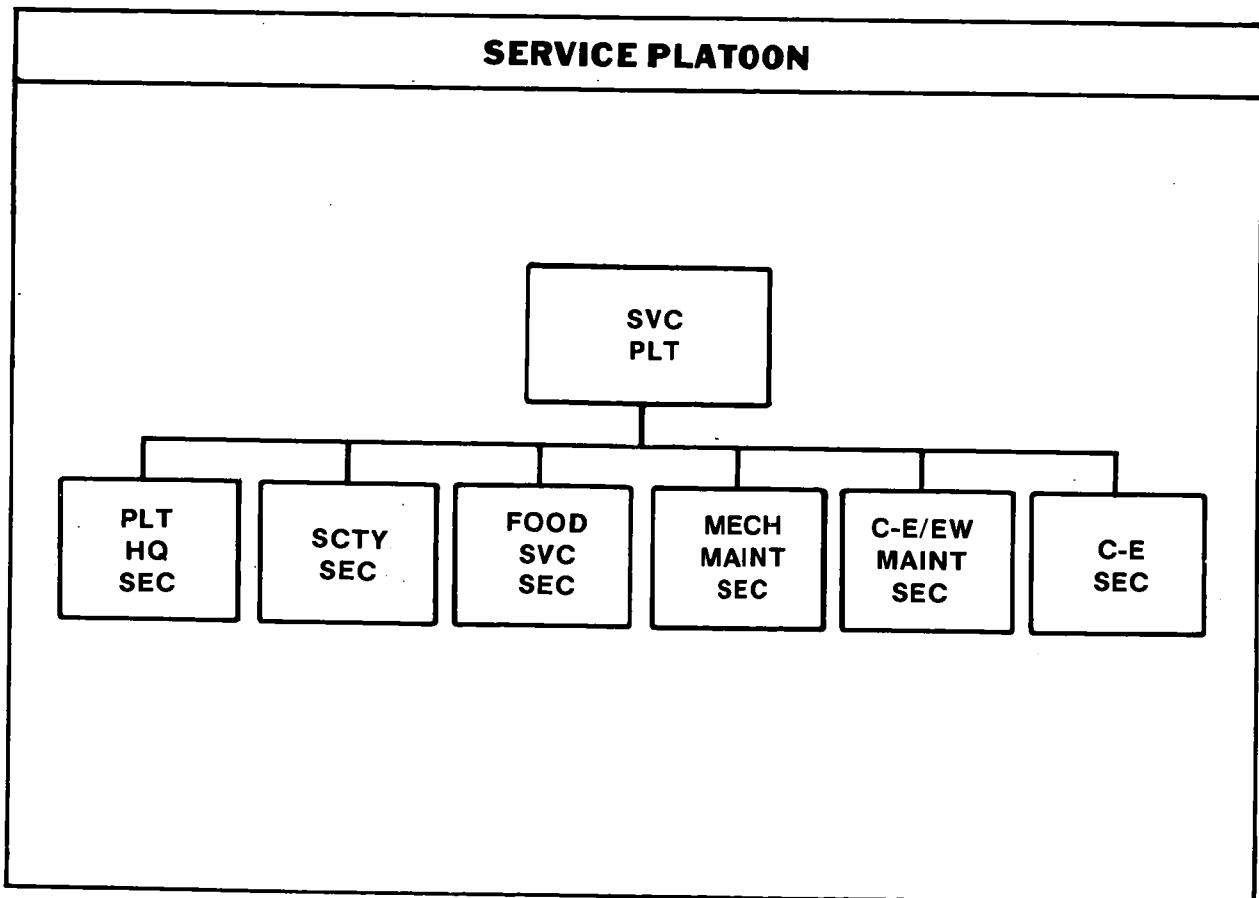 SERVICE PLATOON
SVC
PLT
PLT
HQ
SEC
SCTY
SEC
FOOD
SVC
SEC
MECH
MAINT
SEC
C-E/EW
MAINT
SEC
C-E
SEC